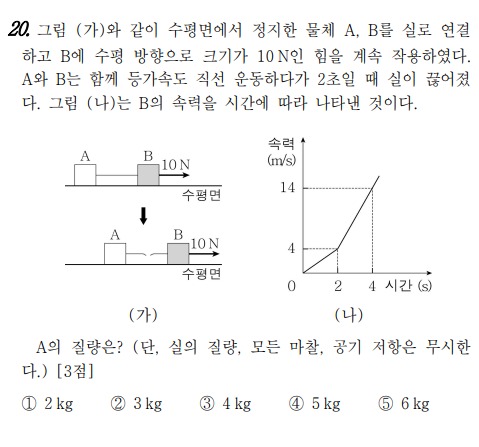 20. 그림 (가)와 같이 수평면에서 정지한 물체 A, B를 실로 연결
하고 B에 수평 방향으로 크기가 10 N인 힘을 계속 작용하였다.
A와 B는 함께 등가속도 직선 운동하다가 2초일 때 실이 끊어졌
다. 그림 (나)는 B의 속력을 시간에 따라 나타낸 것이다.
A
B
10 N
수평면
A
B
10 N
수평면
(가)
속력
(m/s)
14
4
0
2
4
시간 (s)
(나)
A의 질량은? (단, 실의 질량, 모든 마찰, 공기 저항은 무시한
다.) [3점]
① 2 kg ② 3 kg ③ 4 kg ④ 5 kg ⑤ 6 kg